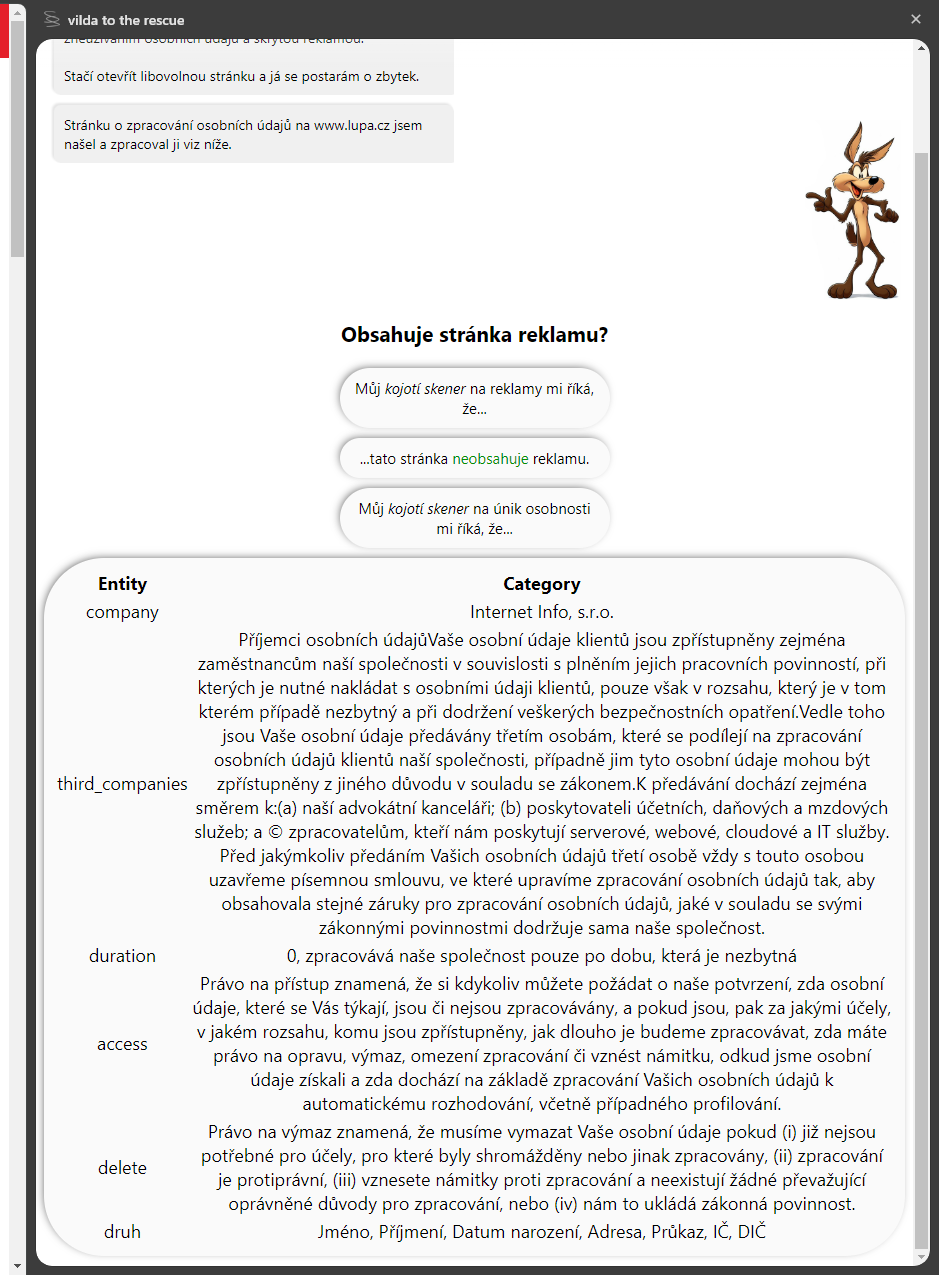 vilda to the rescue
zneužíváním osobních údajů a skrytou reklamou.
Stačí otevřít libovolnou stránku a já se postarám o zbytek.
Stránku o zpracování osobních údajů na www.lupa.cz jsem
našel a zpracoval ji viz níže.
Obsahuje stránka reklamu?
Můj kojotí skener na reklamy mi říká,
že...
...tato stránka neobsahuje reklamu.
Můj kojotí skener na únik osobnosti
mi říká, že...
Entity Category
company Internet Info, s.r.o.
Příjemci osobních údajůVaše osobní údaje klientů jsou zpřístupněny zejména
zaměstnancům naší společnosti v souvislosti s plněním jejich pracovních povinností, při
kterých je nutné nakládat s osobními údaji klientů, pouze však v rozsahu, který je v tom
kterém případě nezbytný a při dodržení veškerých bezpečnostních opatření.Vedle toho
jsou Vaše osobní údaje předávány třetím osobám, které se podílejí na zpracování
osobních údajů klientů naší společnosti, případně jim tyto osobní údaje mohou být
third_companies zpřístupněny z jiného důvodu v souladu se zákonem.K předávání dochází zejména
směrem k:(a) naší advokátní kanceláři; (b) poskytovateli účetních, daňových a mzdových
služeb; a © zpracovatelům, kteří nám poskytují serverové, webové, cloudové a IT služby.
Před jakýmkoliv předáním Vašich osobních údajů třetí osobě vždy s touto osobou
uzavřeme písemnou smlouvu, ve které upravíme zpracování osobních údajů tak, aby
obsahovala stejné záruky pro zpracování osobních údajů, jaké v souladu se svými
zákonnými povinnostmi dodržuje sama naše společnost.
duration 0, zpracovává naše společnost pouze po dobu, která je nezbytná
Právo na přístup znamená, že si kdykoliv můžete požádat o naše potvrzení, zda osobní
údaje, které se Vás týkají, jsou či nejsou zpracovávány, a pokud jsou, pak za jakými účely,
v jakém rozsahu, komu jsou zpřístupněny, jak dlouho je budeme zpracovávat, zda máte
access právo na opravu, výmaz, omezení zpracování či vznést námitku, odkud jsme osobní
údaje získali a zda dochází na základě zpracování Vašich osobních údajů k
automatickému rozhodování, včetně případného profilování.
Právo na výmaz znamená, že musíme vymazat Vaše osobní údaje pokud (i) již nejsou
potřebné pro účely, pro které byly shromážděny nebo jinak zpracovány, (ii) zpracování
delete je protiprávní, (iii) vznesete námitky proti zpracování a neexistují žádné převažující
oprávněné důvody pro zpracování, nebo (iv) nám to ukládá zákonná povinnost.
druh Jméno, Příjmení, Datum narození, Adresa, Průkaz, IČ, DIČ